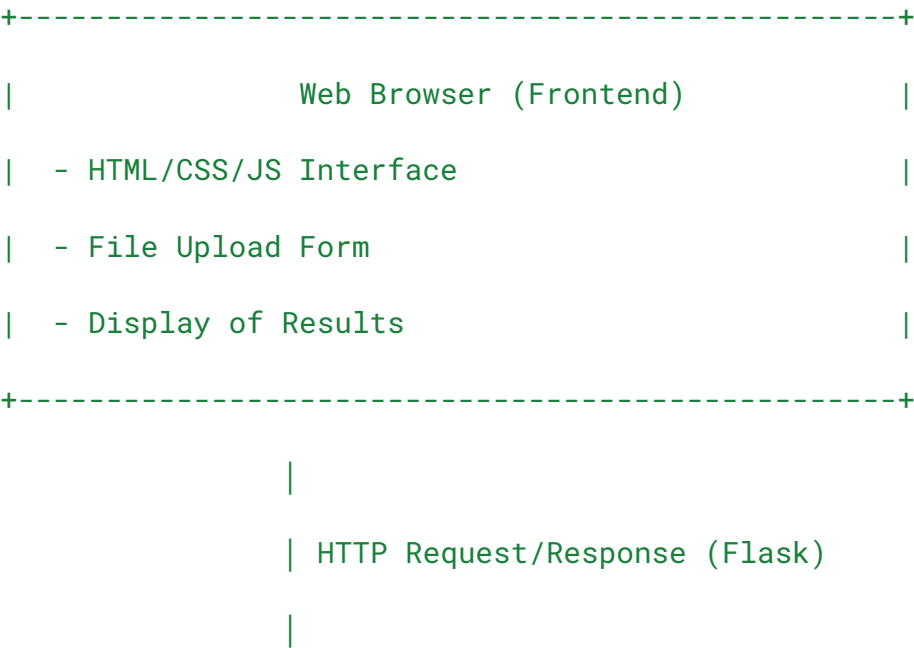 +--------------------------------------------------+
|                Web Browser (Frontend)            |
|  - HTML/CSS/JS Interface                         |
|  - File Upload Form                              |
|  - Display of Results                            |
+--------------------------------------------------+
                |
                | HTTP Request/Response (Flask)
                |